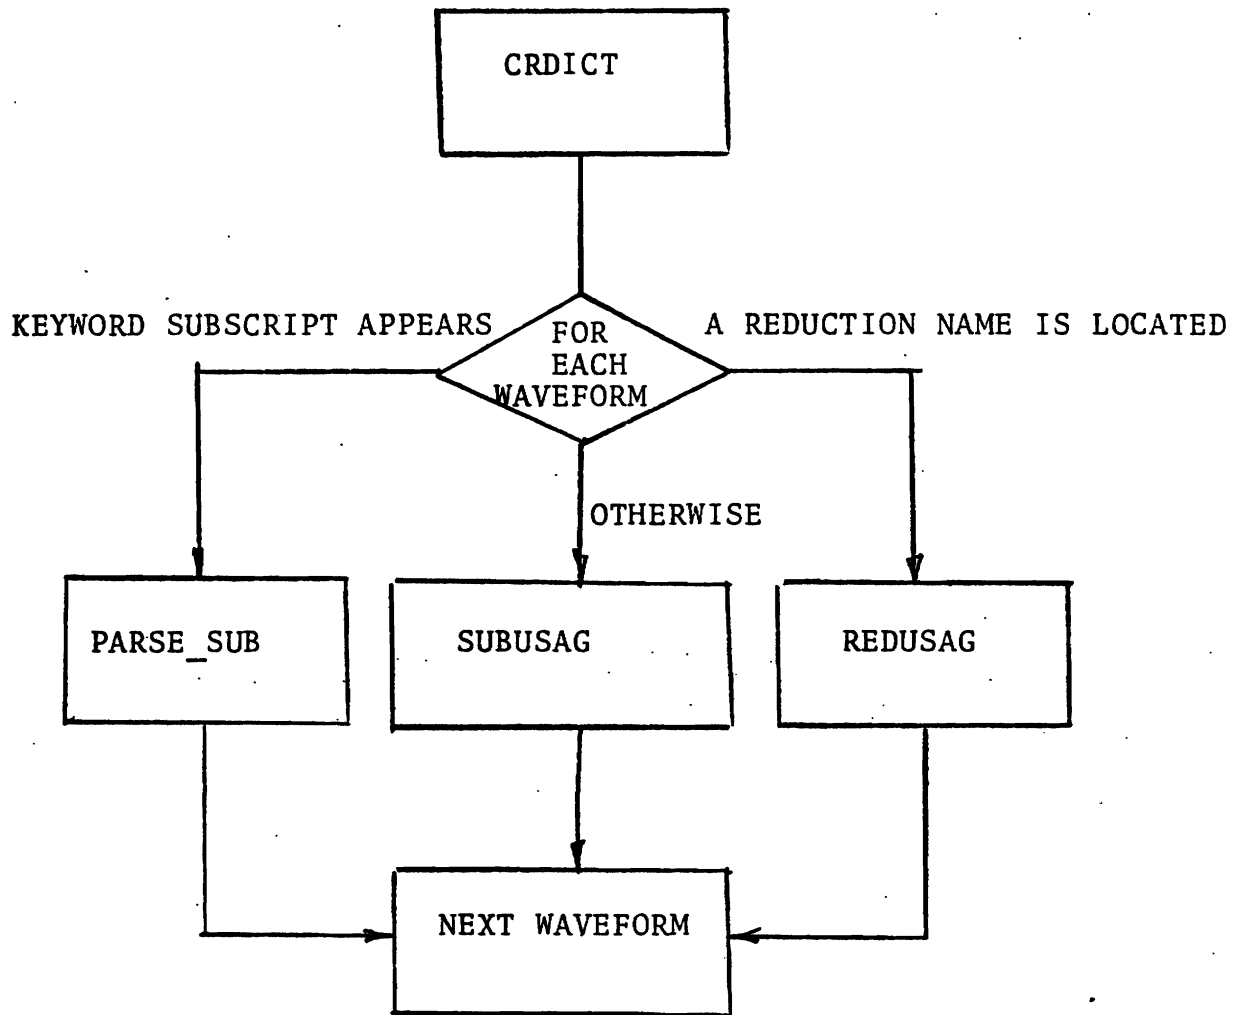 CRDICT
KEYWORD SUBSCRIPT APPEARS
A REDUCTION NAME IS LOCATED
FOR
EACH
WAVEFORM
OTHERWISE
PARSE_SUB
SUBUSAG
REDUSAG
NEXT WAVEFORM